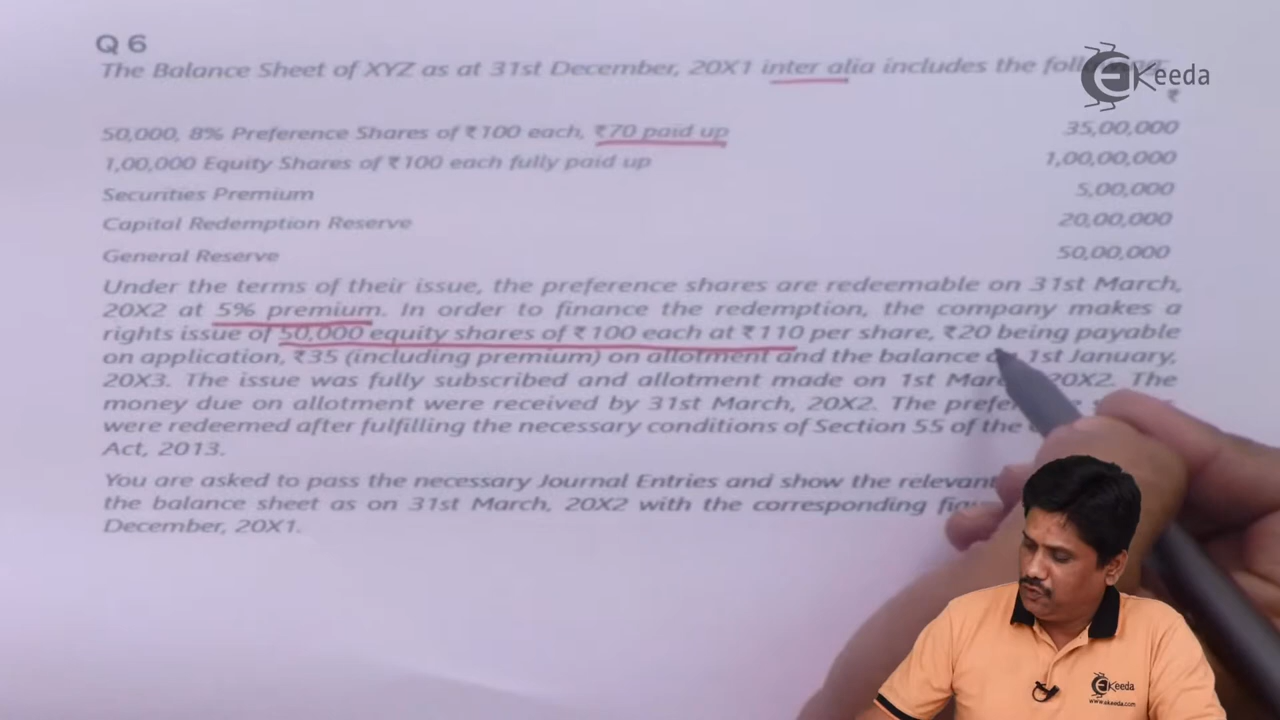 Q 6
The Balance Sheet of XYZ as at 31st December, 20X1 inter alia includes the
₹
50,000, 8% Preference Shares of ₹100 each, ₹70 paid up 35,00,000
1,00,000 Equity Shares of ₹100 each fully paid up 1,00,00,000
Securities Premium 5,00,000
Capital Redemption Reserve 20,00,000
General Reserve 50,00,000
Under the terms of their issue, the preference shares are redeemable on 31st March,
20X2 at 5% premium. In order to finance the redemption, the company makes a
rights issue of 50,000 equity shares of ₹100 each at ₹110 per share, ₹20 being payable
on application, ₹35 (including premium) on allotment and the balance 1st January,
20X3. The issue was fully subscribed and allotment made on 1st 20X2. The
money due on allotment were received by 31st March, 20X2. The
were redeemed after fulfilling the necessary conditions of Section 55 of the
Act, 2013.
You are asked to pass the necessary Journal Entries and show the relevant
the balance sheet as on 31st March, 20X2 with the corresponding
December, 20X1.
eKeeda
eKeeda
www.ekeeda.com